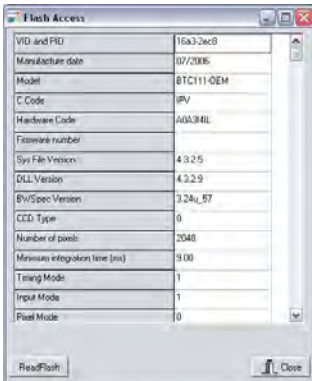 Flash Access
VID and PID 16a3-2ec8
Manufacture date 07/2006
Model BTC111-OEM
C Code IPV
Hardware Code
Firmware number
Sys File Version 4.3.2.5
DLL Version 4.3.2.9
BWSpec Version 3.24u_57
CCD Type 0
Number of pixels 2048
Minimum integration time (ms) 9.00
Timing Mode 1
Input Mode 1
Pixel Mode 0
ReadFlash Close